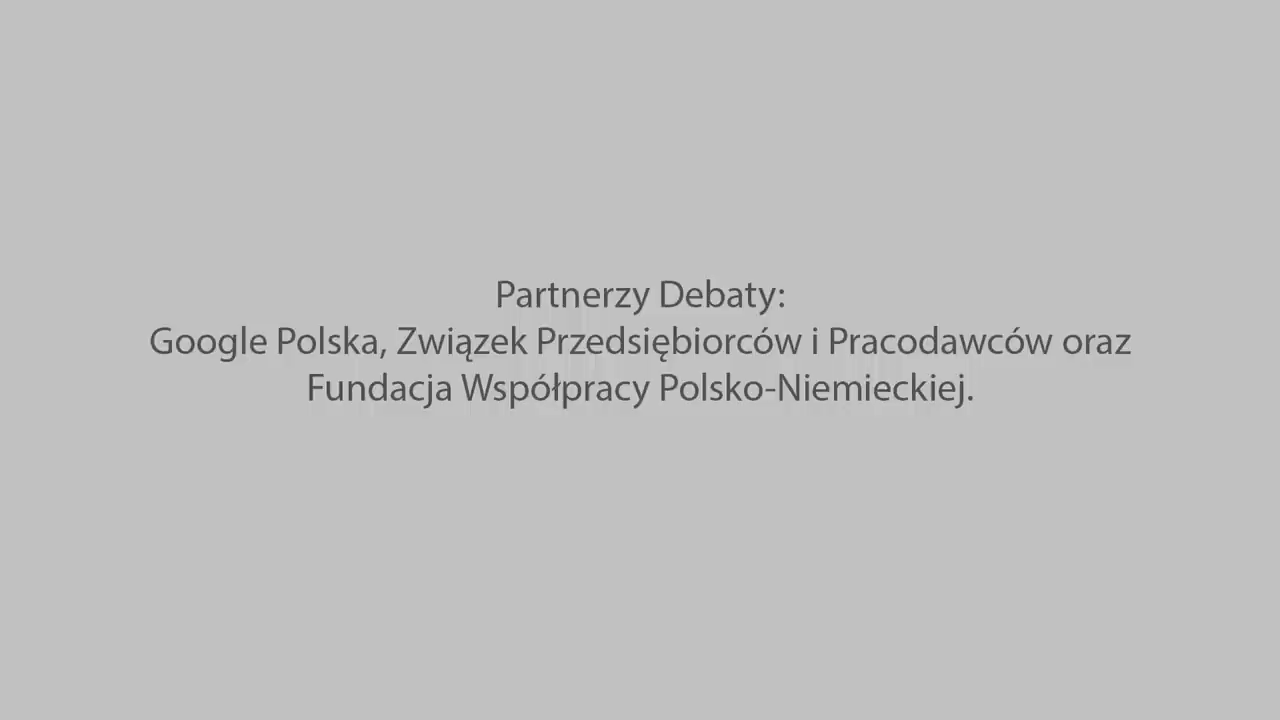 Partnerzy Debaty:
Google Polska, Związek Przedsiębiorców i Pracodawców oraz
Fundacja Współpracy Polsko-Niemieckiej.